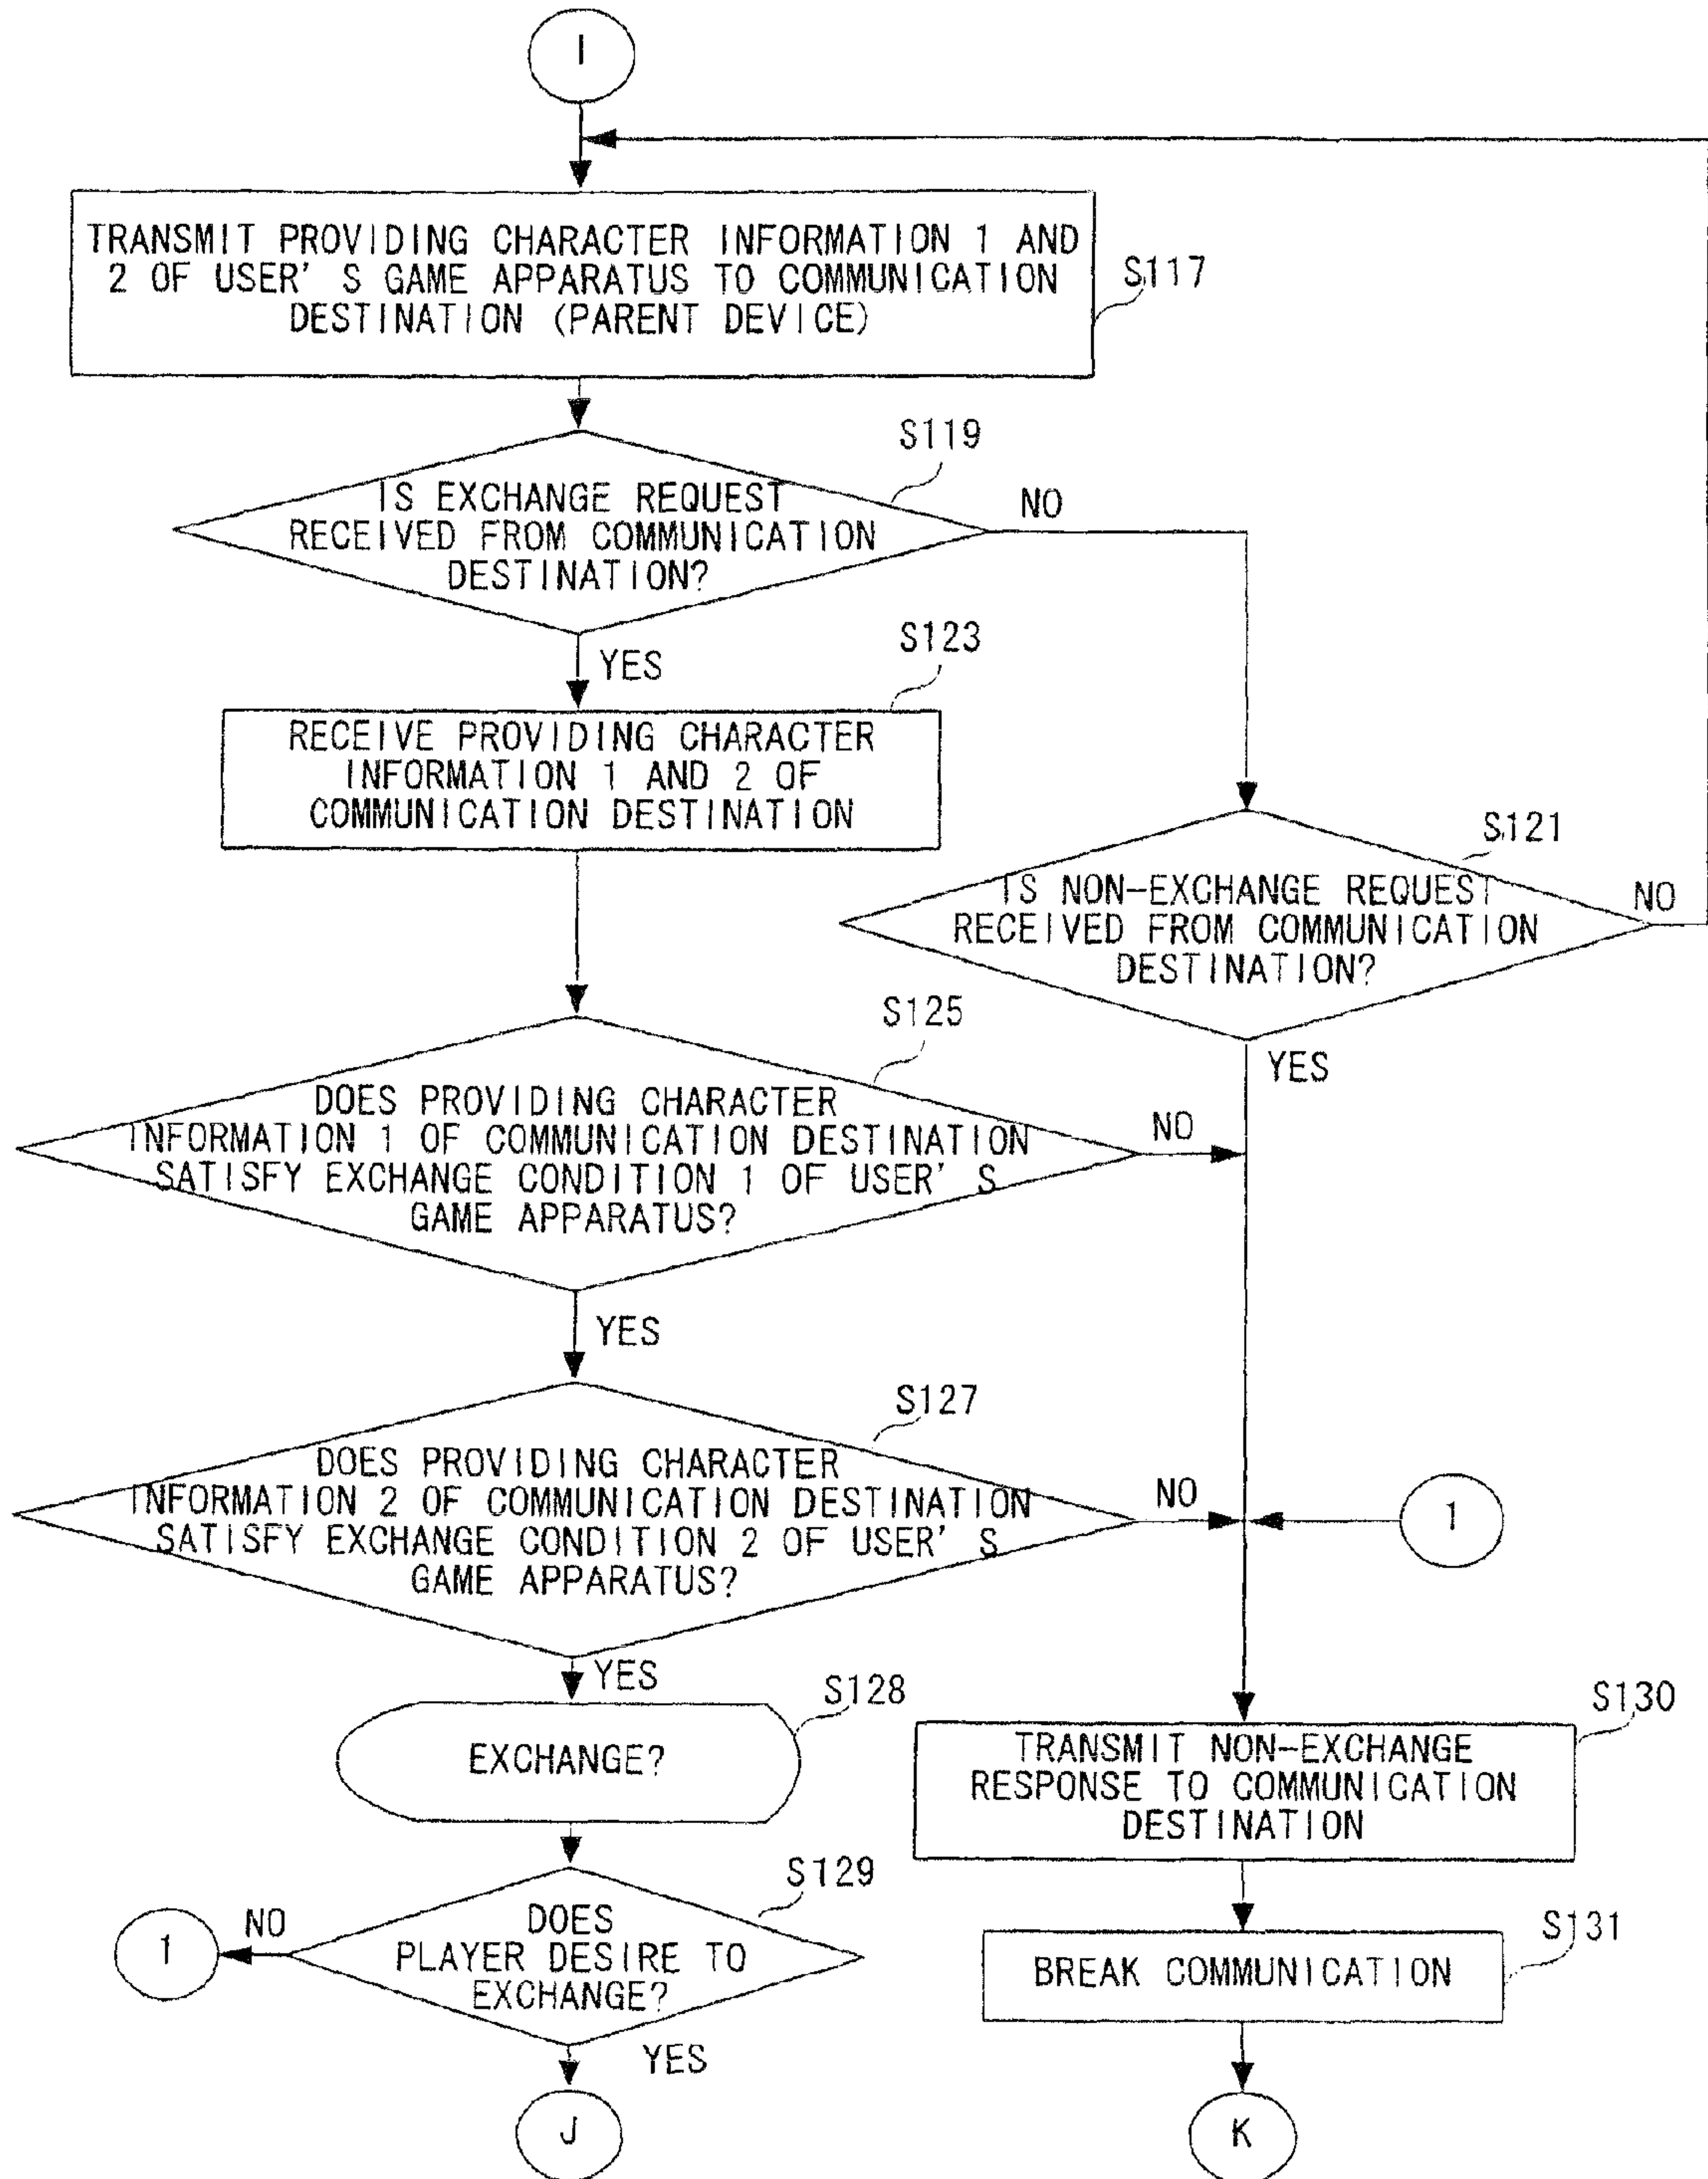 I
TRANSMIT PROVIDING CHARACTER INFORMATION 1 AND
2 OF USER'S GAME APPARATUS TO COMMUNICATION
DESTINATION (PARENT DEVICE)
S117
S119
IS EXCHANGE REQUEST
RECEIVED FROM COMMUNICATION
DESTINATION?
NO
YES
S123
RECEIVE PROVIDING CHARACTER
INFORMATION 1 AND 2 OF
COMMUNICATION DESTINATION
S121
IS NON-EXCHANGE REQUEST
RECEIVED FROM COMMUNICATION
DESTINATION?
NO
YES
S125
DOES PROVIDING CHARACTER
INFORMATION 1 OF COMMUNICATION DESTINATION
SATISFY EXCHANGE CONDITION 1 OF USER'S
GAME APPARATUS?
NO
YES
S127
DOES PROVIDING CHARACTER
INFORMATION 2 OF COMMUNICATION DESTINATION
SATISFY EXCHANGE CONDITION 2 OF USER'S
GAME APPARATUS?
NO
1
YES
S128
EXCHANGE?
S130
TRANSMIT NON-EXCHANGE
RESPONSE TO COMMUNICATION
DESTINATION
S129
DOES
PLAYER DESIRE TO
EXCHANGE?
NO
1
YES
S131
BREAK COMMUNICATION
J
K